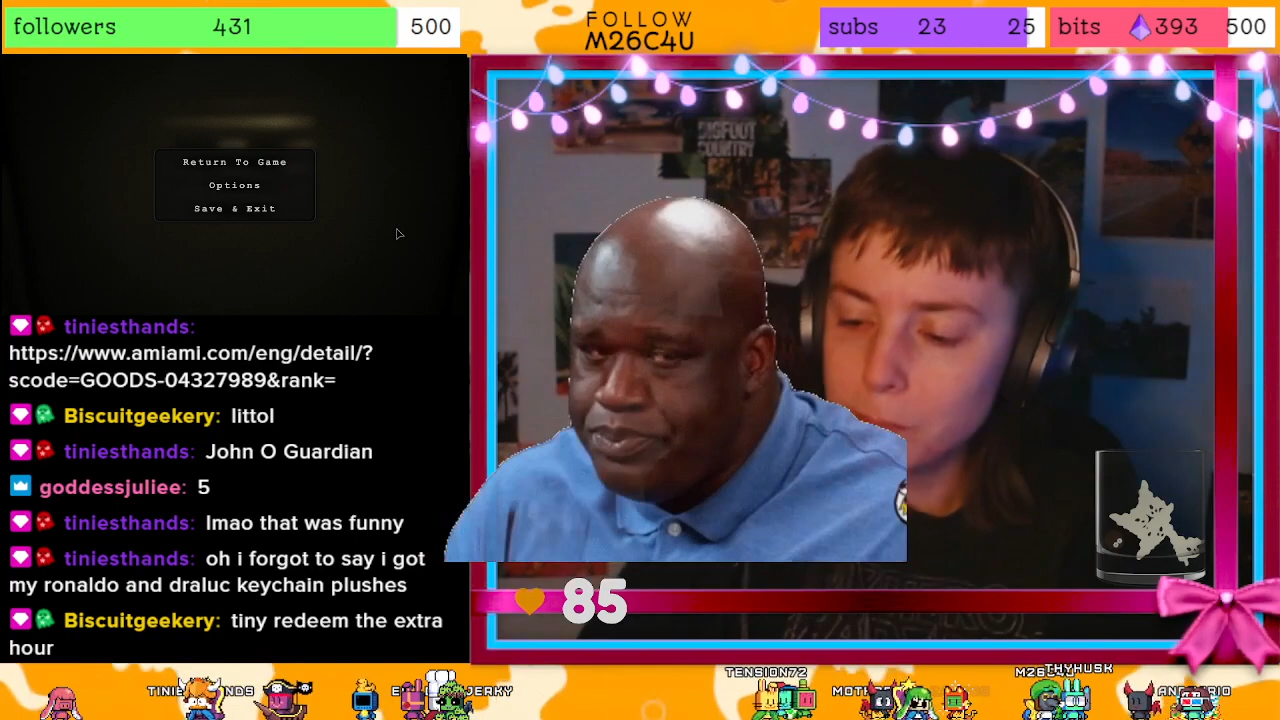 followers 431 500
FOLLOW
M26C4U
subs 23 25
bits 393 500
BIGFOOT
COUNTRY
Return To Game
Options
Save & Exit
tiniesthands:
https://www.amiami.com/eng/detail/?
scode=GOODS-04327989&rank=
Biscuitgeekery: littol
tiniesthands: John O Guardian
goddessjuliee: 5
tiniesthands: lmao that was funny
tiniesthands: oh i forgot to say i got
my ronaldo and draluc keychain plushes
Biscuitgeekery: tiny redeem the extra
hour
85
TENSION72
THYHUSK